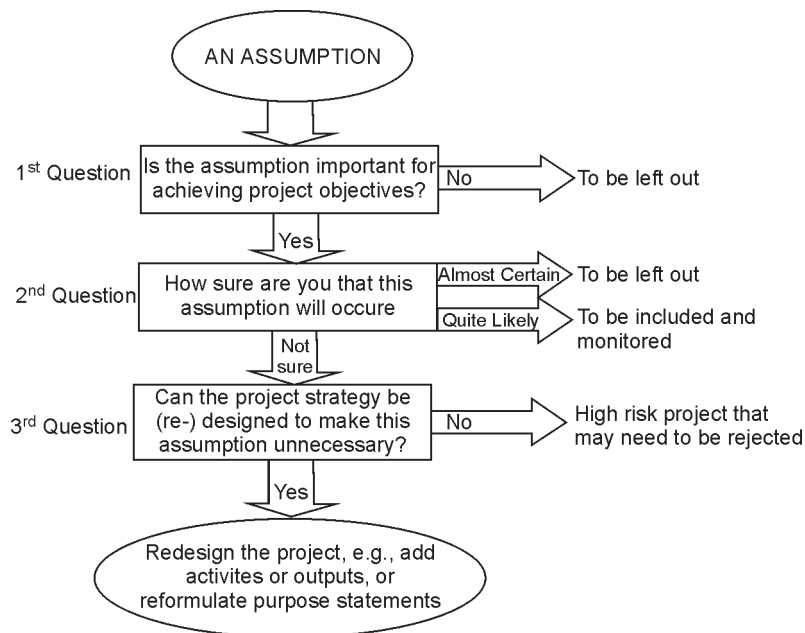 AN ASSUMPTION
1st Question
Is the assumption important for
achieving project objectives?
No
To be left out
Yes
2nd Question
How sure are you that this
assumption will occure
Almost Certain
To be left out
Quite Likely
To be included and
monitored
Not
sure
3rd Question
Can the project strategy be
(re-) designed to make this
assumption unnecessary?
No
High risk project that
may need to be rejected
Yes
Redesign the project, e.g., add
activites or outputs, or
reformulate purpose statements